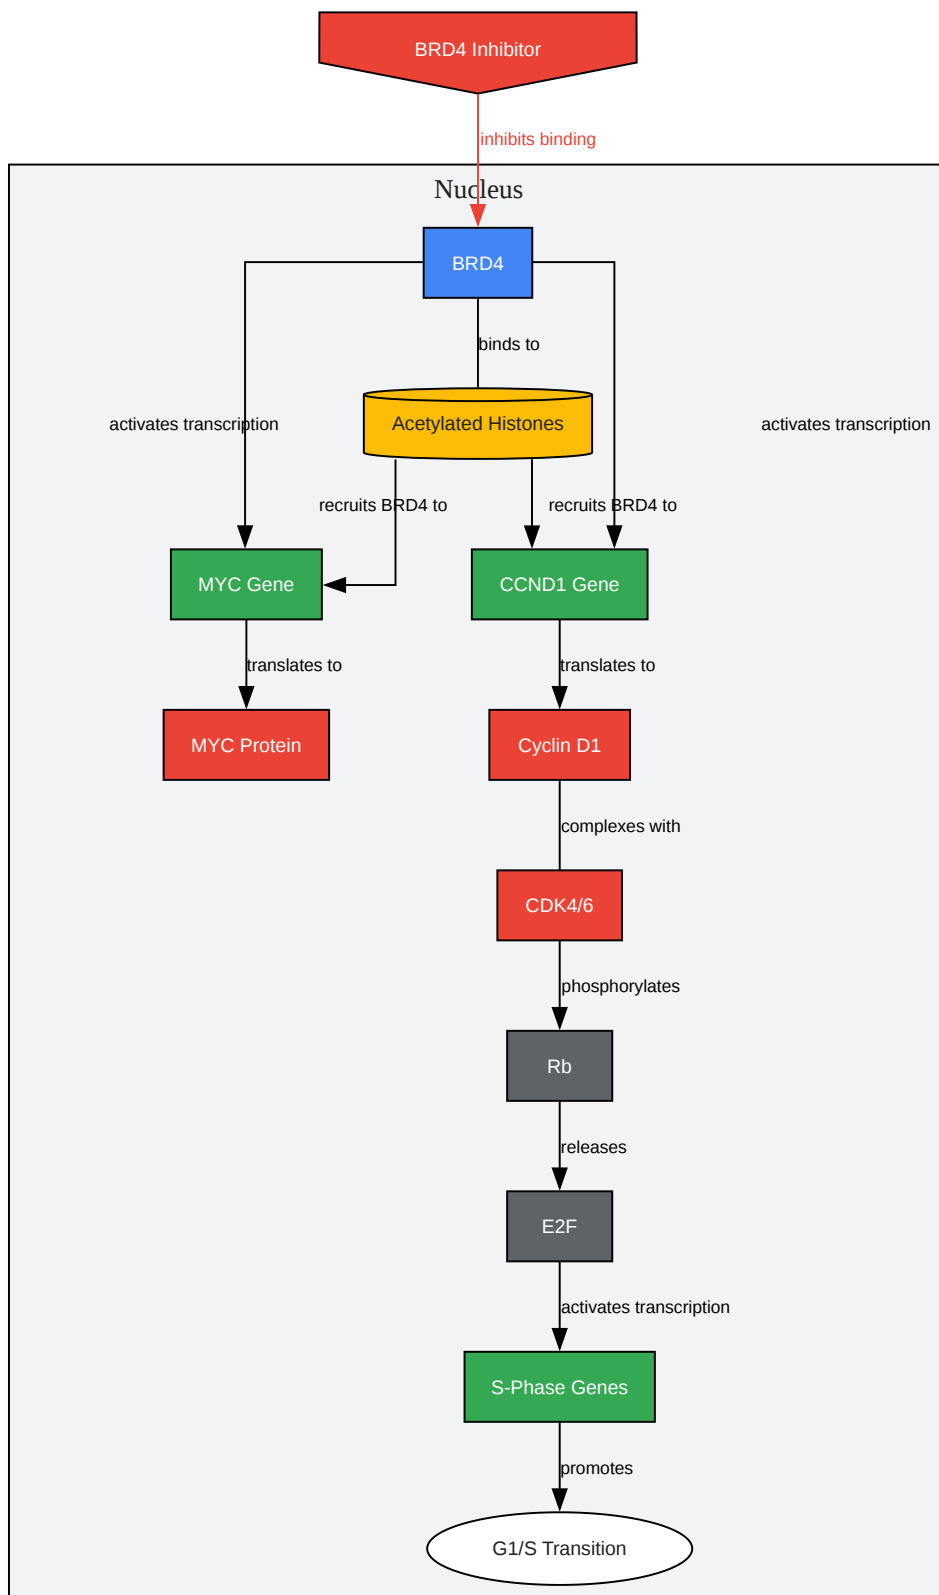 BRD4 Inhibitor
inhibits binding
Nucleus
BRD4
binds to
activates transcription
Acetylated Histones
activates transcription
recruits BRD4 to
recruits BRD4 to
MYC Gene
CCND1 Gene
translates to
translates to
MYC Protein
Cyclin D1
complexes with
CDK4/6
phosphorylates
Rb
releases
E2F
activates transcription
S-Phase Genes
promotes
G1/S Transition